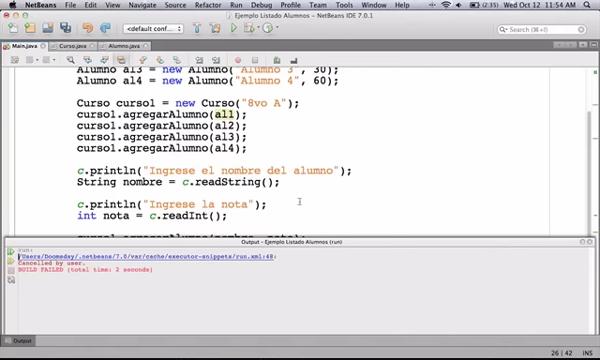 NetBeans File Edit View Navigate Source Refactor Run Debug Profile Team Tools Window Help (2:35) Wed Oct 12 11:54 AM
Ejemplo Listado Alumnos - NetBeans IDE 7.0.1
<default conf... Search (⌘+I)
Main.java Curso.java Alumno.java
Alumno al3 = new Alumno("Alumno 3", 30);
Alumno al4 = new Alumno("Alumno 4", 60);
Curso curso1 = new Curso("8vo A");
curso1.agregarAlumno(al1);
curso1.agregarAlumno(al2);
curso1.agregarAlumno(al3);
curso1.agregarAlumno(al4);
c.println("Ingrese el nombre del alumno");
String nombre = c.readString();
c.println("Ingrese la nota");
int nota = c.readInt();
Output - Ejemplo Listado Alumnos (run)
run:
/Users/Doomsday/.netbeans/7.0/var/cache/executor-snippets/run.xml:48:
Cancelled by user.
BUILD FAILED (total time: 2 seconds)
Output
26 | 42 INS